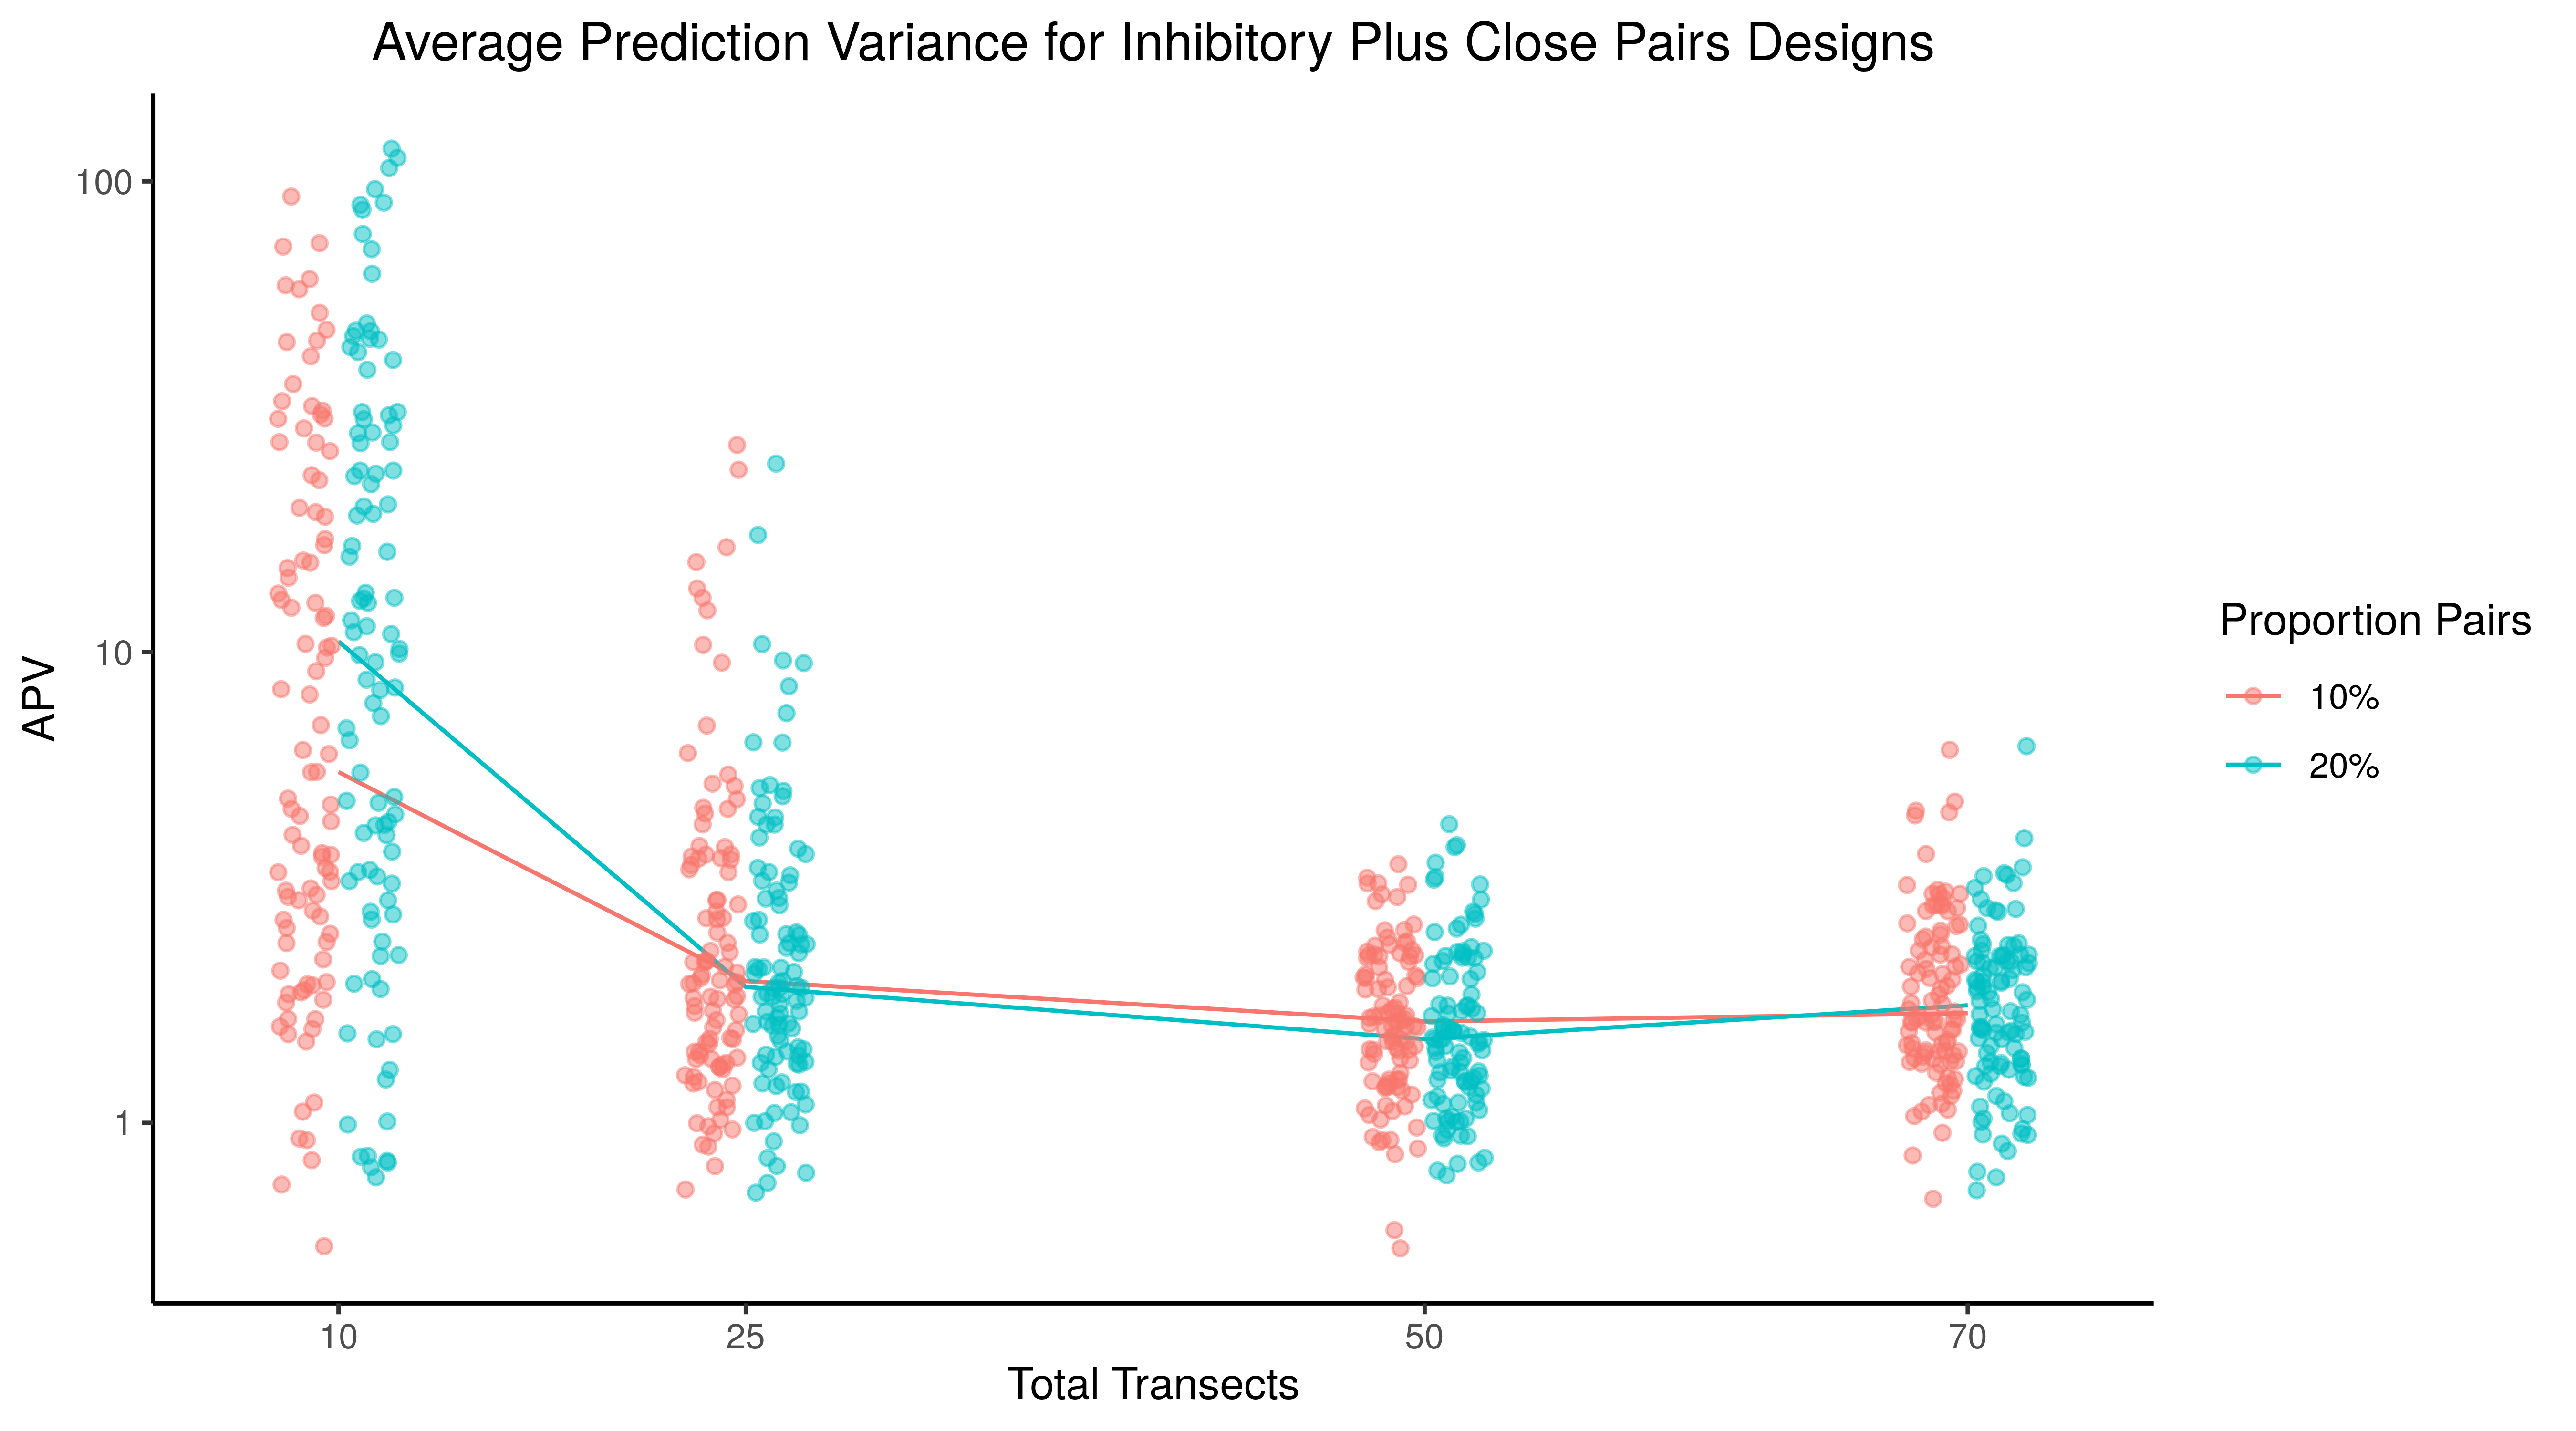 Average Prediction Variance for Inhibitory Plus Close Pairs Designs
100
10
1
APV
10
25
50
70
Total Transects
Proportion Pairs
10%
20%